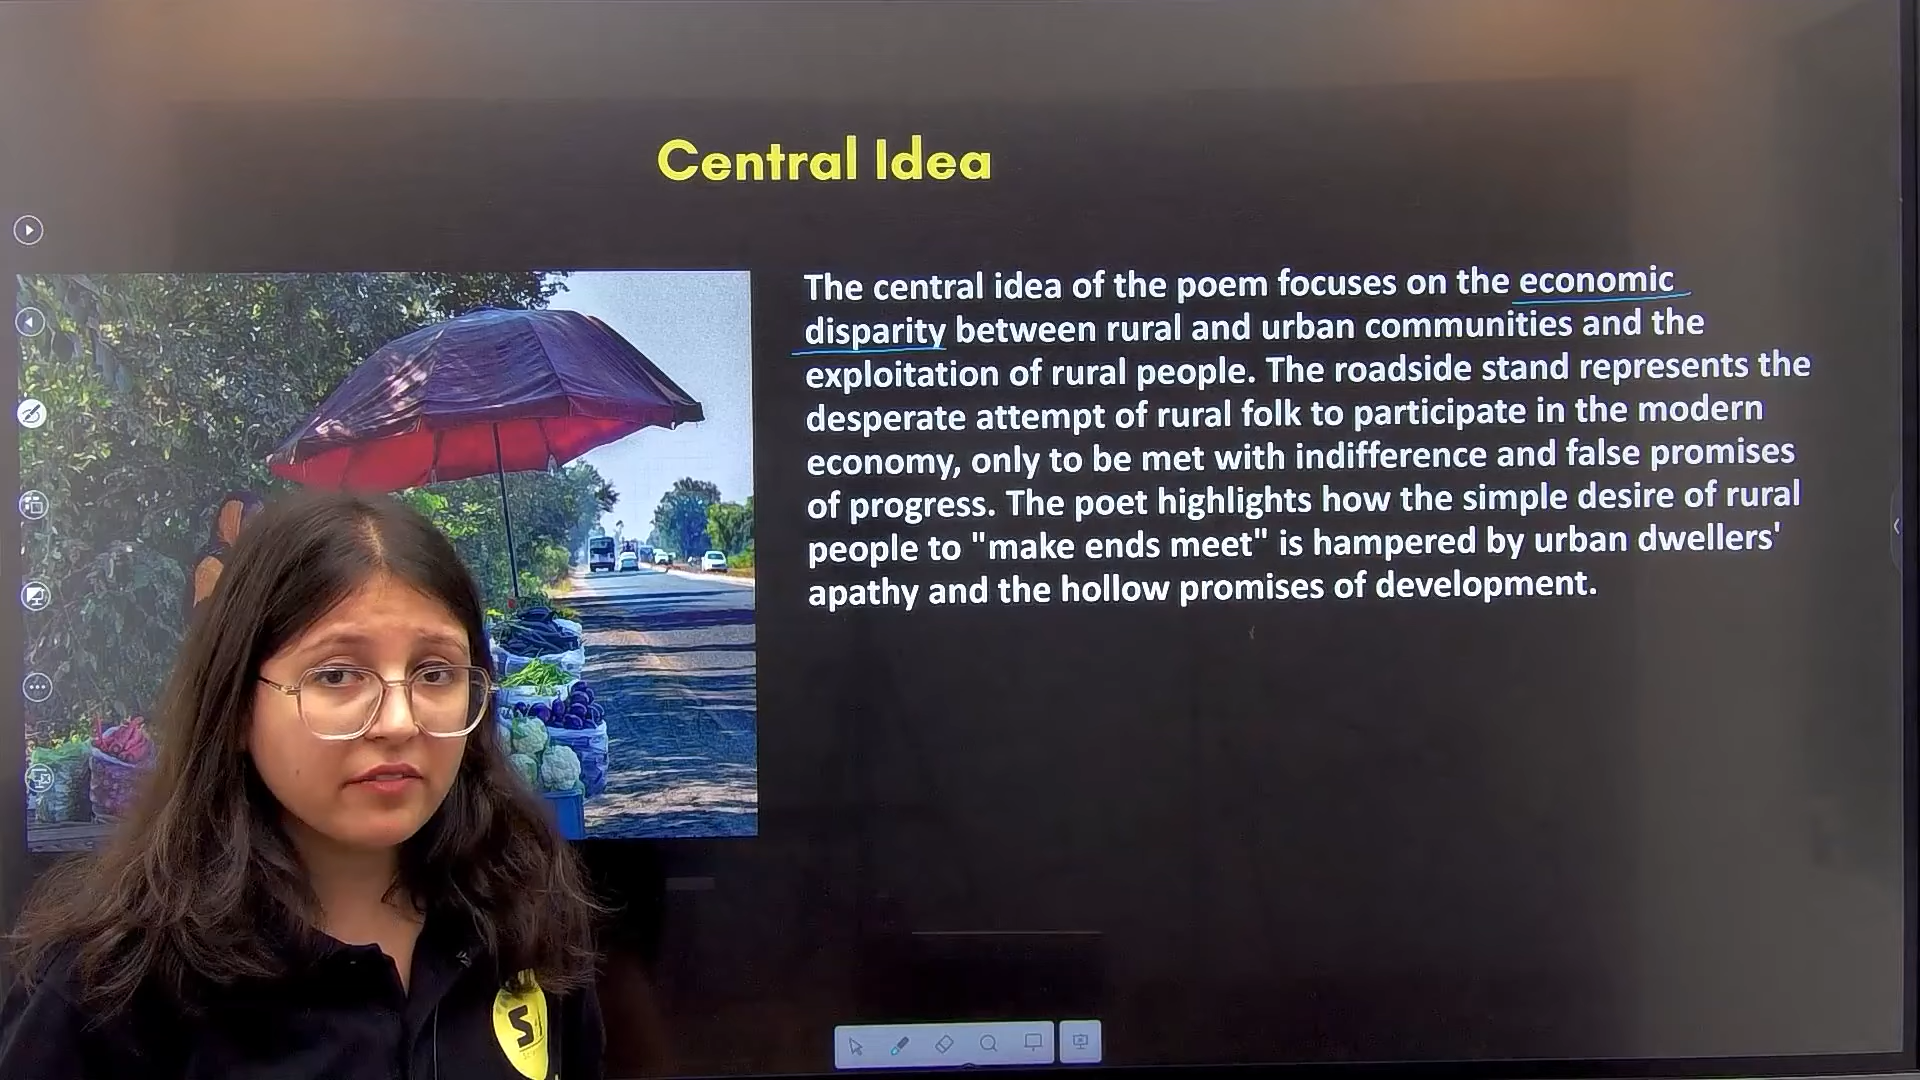 Central Idea
The central idea of the poem focuses on the economic
disparity between rural and urban communities and the
exploitation of rural people. The roadside stand represents the
desperate attempt of rural folk to participate in the modern
economy, only to be met with indifference and false promises
of progress. The poet highlights how the simple desire of rural
people to "make ends meet" is hampered by urban dwellers'
apathy and the hollow promises of development.